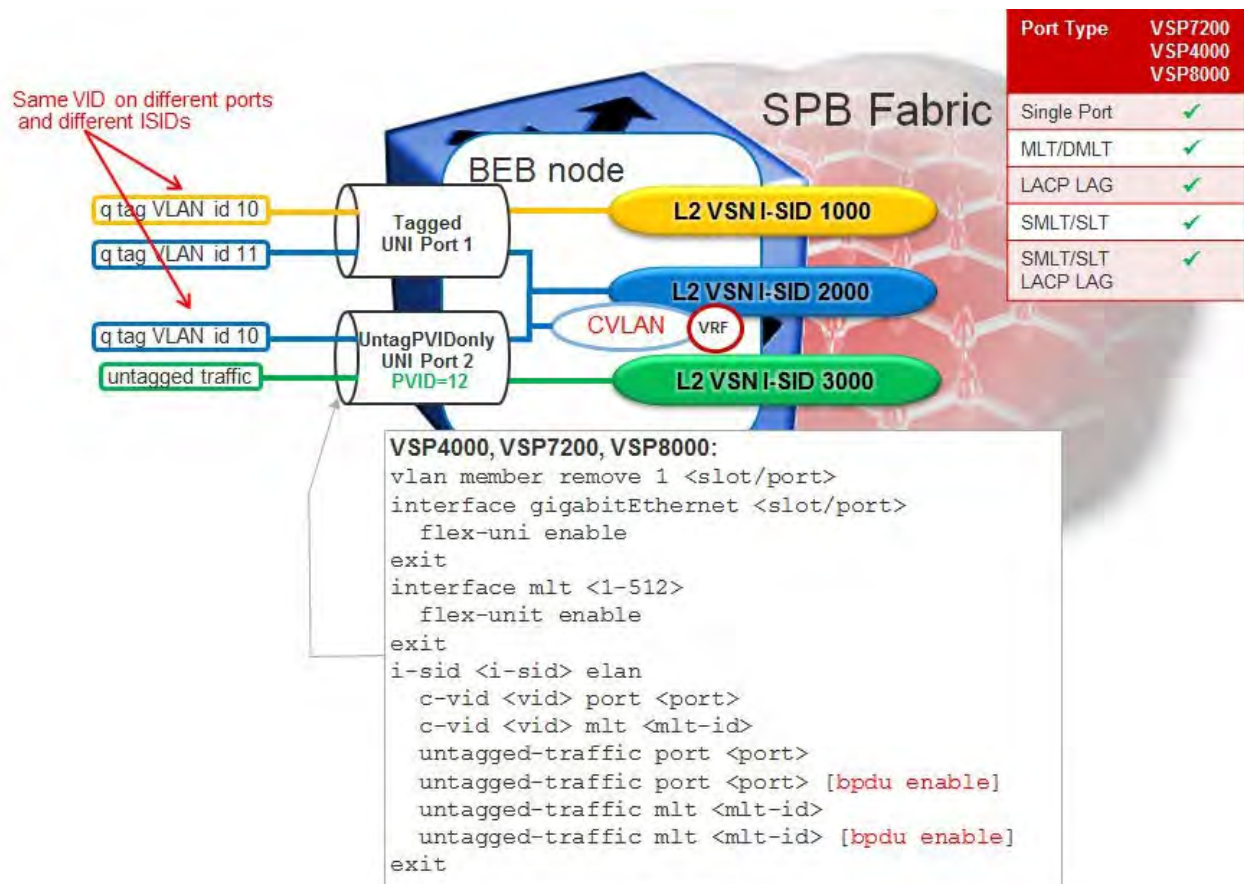 Port Type
VSP7200
VSP4000
VSP8000
Single Port ✓
MLT/DMLT ✓
LACP LAG ✓
SMLT/SLT ✓
SMLT/SLT ✓
LACP LAG
Same VID on different ports
and different ISIDs
SPB Fabric
BEB node
q tag VLAN id 10
q tag VLAN id 11
Tagged
UNI Port 1
L2 VSN I-SID 1000
L2 VSN I-SID 2000
CVLAN
VRF
q tag VLAN id 10
untagged traffic
UntagPVIDonly
UNI Port 2
PVID=12
L2 VSN I-SID 3000
VSP4000, VSP7200, VSP8000:
vlan member remove 1 <slot/port>
interface gigabitEthernet <slot/port>
flex-uni enable
exit
interface mlt <1-512>
flex-unit enable
exit
i-sid <i-sid> elan
c-vid <vid> port <port>
c-vid <vid> mlt <mlt-id>
untagged-traffic port <port>
untagged-traffic port <port> [bpdu enable]
untagged-traffic mlt <mlt-id>
untagged-traffic mlt <mlt-id> [bpdu enable]
exit